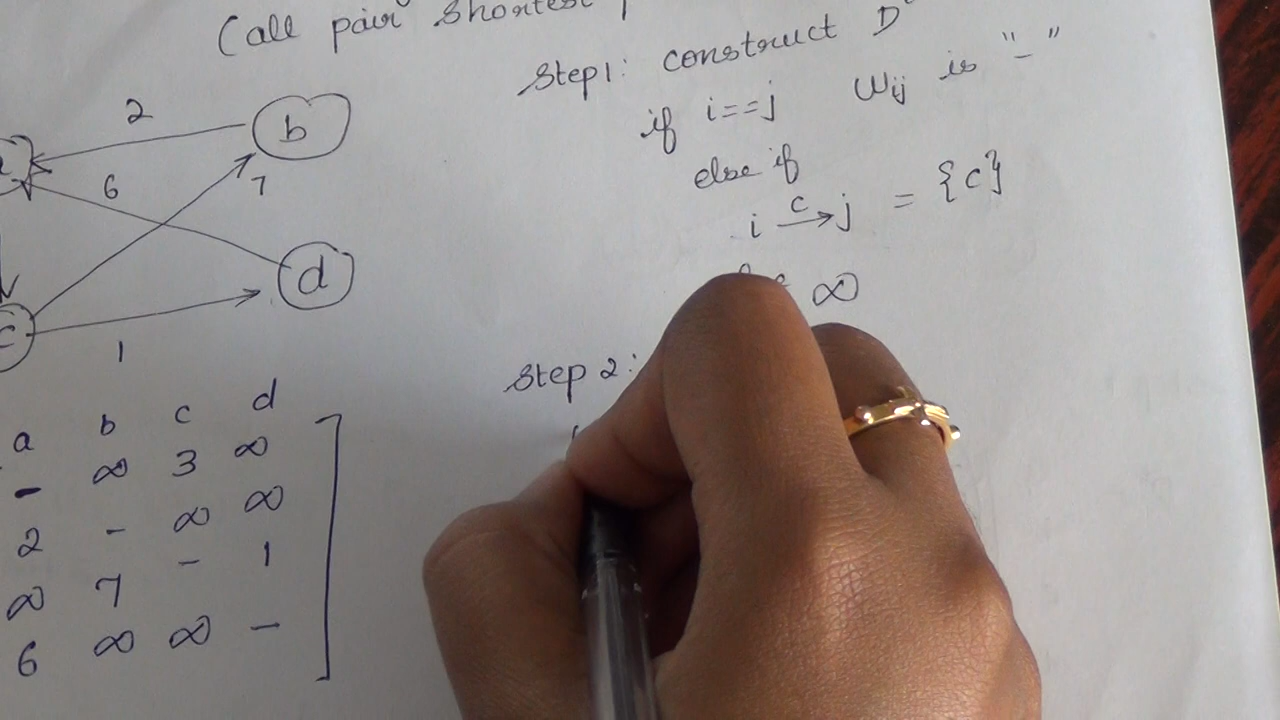 (all pair shortest
Step1: construct D°
if i==j Wij is "-"
else if
i →c j = {c}
∞
Step 2:
2
b
6
7
d
c
1
a b c d
- ∞ 3 ∞
2 - ∞ ∞
∞ 7 - 1
6 ∞ ∞ -